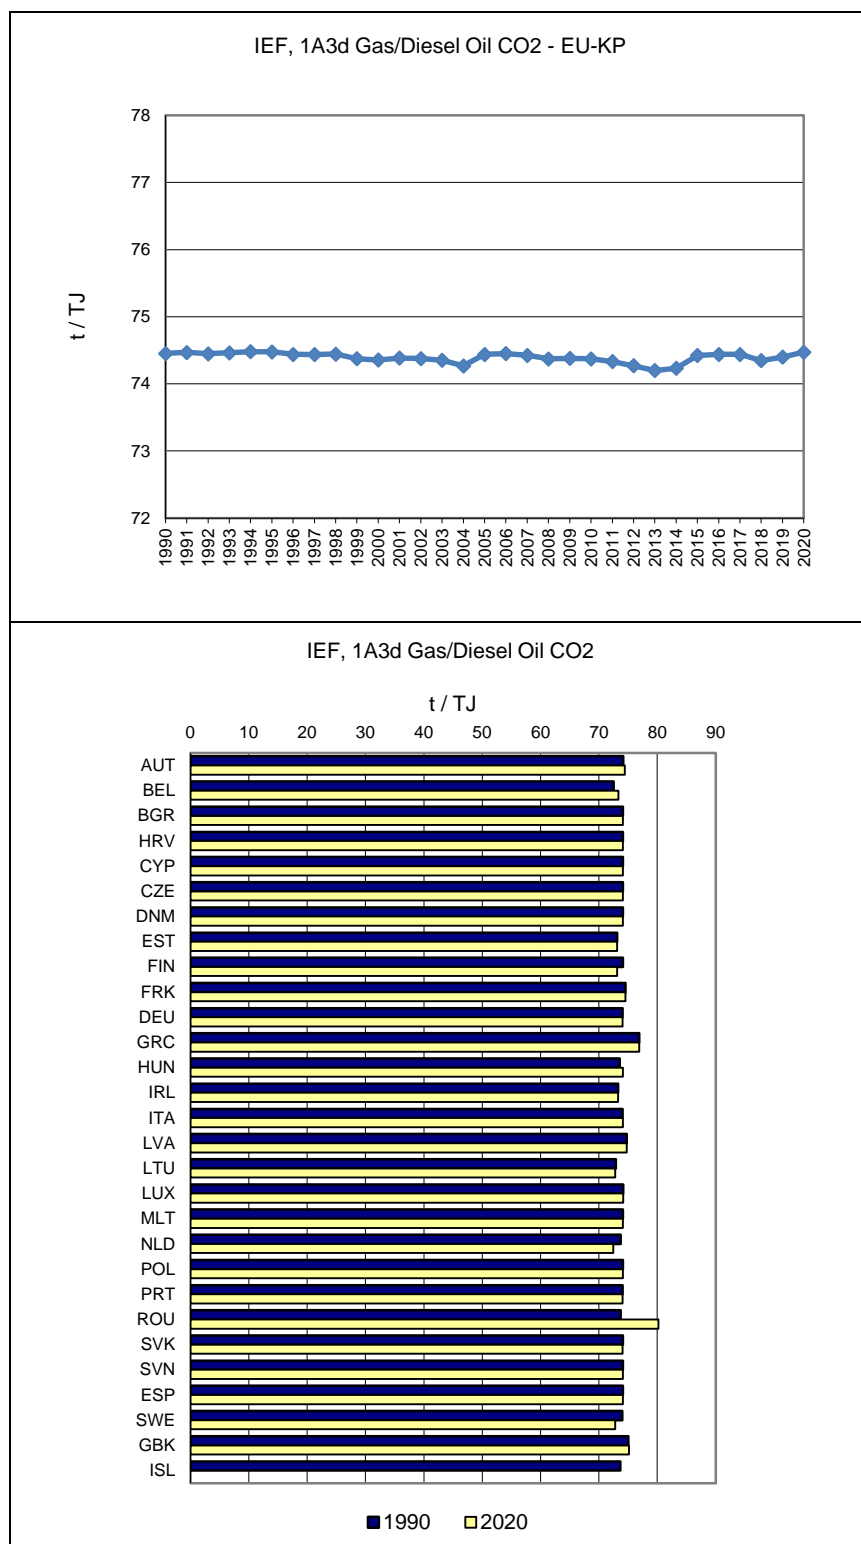 IEF, 1A3d Gas/Diesel Oil CO2 - EU-KP
78
77
76
75
74
73
72
t / TJ
1990 1991 1992 1993 1994 1995 1996 1997 1998 1999 2000 2001 2002 2003 2004 2005 2006 2007 2008 2009 2010 2011 2012 2013 2014 2015 2016 2017 2018 2019 2020
IEF, 1A3d Gas/Diesel Oil CO2
t / TJ
0 10 20 30 40 50 60 70 80 90
AUT
BEL
BGR
HRV
CYP
CZE
DNM
EST
FIN
FRK
DEU
GRC
HUN
IRL
ITA
LVA
LTU
LUX
MLT
NLD
POL
PRT
ROU
SVK
SVN
ESP
SWE
GBK
ISL
1990 2020